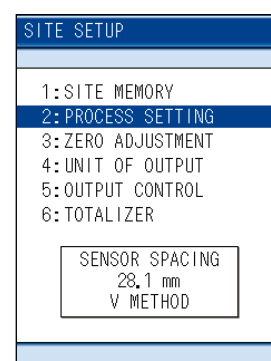 SITE SETUP
1:SITE MEMORY
2:PROCESS SETTING
3:ZERO ADJUSTMENT
4:UNIT OF OUTPUT
5:OUTPUT CONTROL
6:TOTALIZER
SENSOR SPACING
28.1 mm
V METHOD